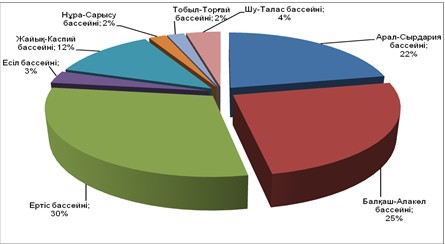 Нұра-Сарысу
бассейні; 2%
Тобыл-Торғай
бассейні; 2%
Шу-Талас бассейні;
4%
Жайық-Каспий
бассейні; 12%
Арал-Сырдария
бассейні;
22%
Есіл бассейні;
3%
Ертіс бассейні;
30%
Балқаш-Алакөл
бассейні;
25%